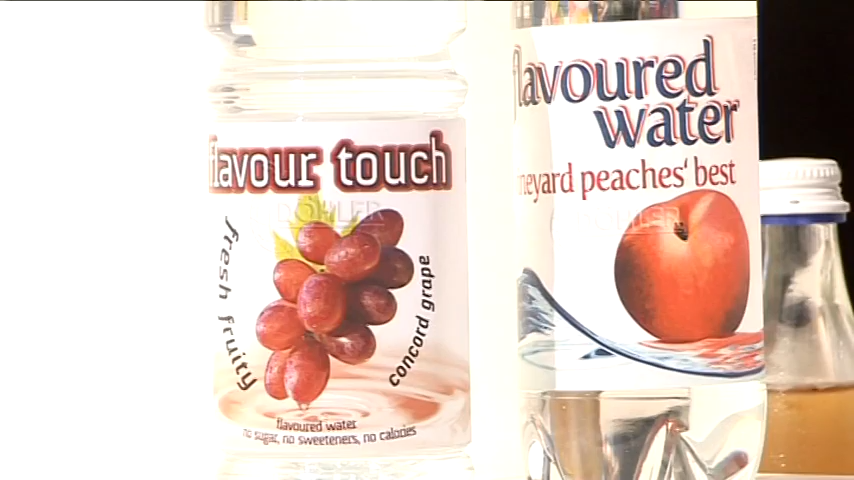 flavour touch
fresh fruity
concord grape
flavoured water
no sugar, no sweeteners, no calories
flavoured
water
neyard peaches' best